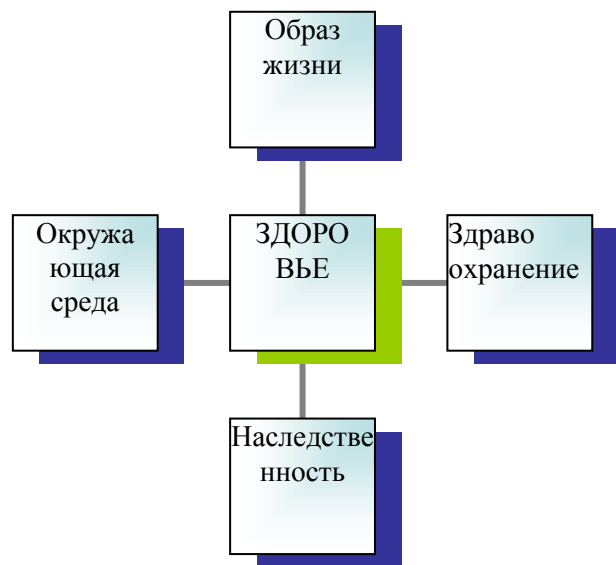 Образ
жизни
Окружа
ющая
среда
ЗДОРО
ВЬЕ
Здраво
охранение
Наследстве
нность